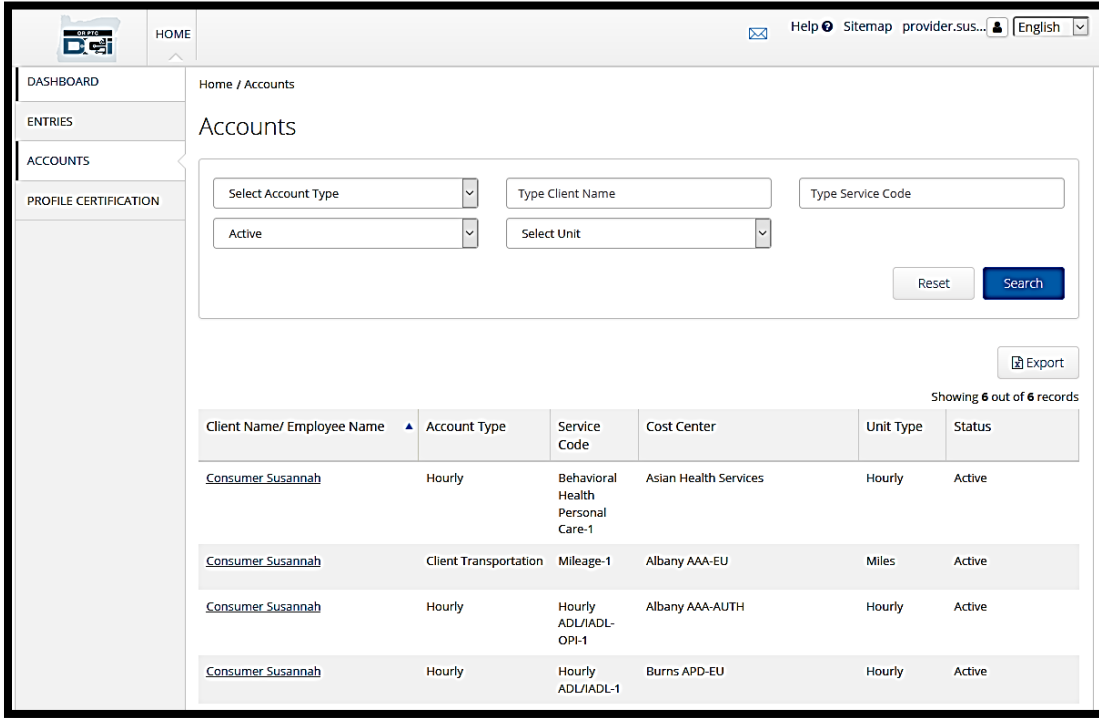 OR PTC
DCI
HOME
Help Sitemap provider.sus... English
DASHBOARD
ENTRIES
ACCOUNTS
PROFILE CERTIFICATION
Home / Accounts
Accounts
Select Account Type Type Client Name Type Service Code
Active Select Unit
Reset Search
Export
Showing 6 out of 6 records
Client Name/ Employee Name Account Type Service Cost Center Unit Type Status
Code
Consumer Susannah Hourly Behavioral Asian Health Services Hourly Active
Health
Personal
Care-1
Consumer Susannah Client Transportation Mileage-1 Albany AAA-EU Miles Active
Consumer Susannah Hourly Hourly Albany AAA-AUTH Hourly Active
ADL/IADL-
OPI-1
Consumer Susannah Hourly Hourly Burns APD-EU Hourly Active
ADL/IADL-1